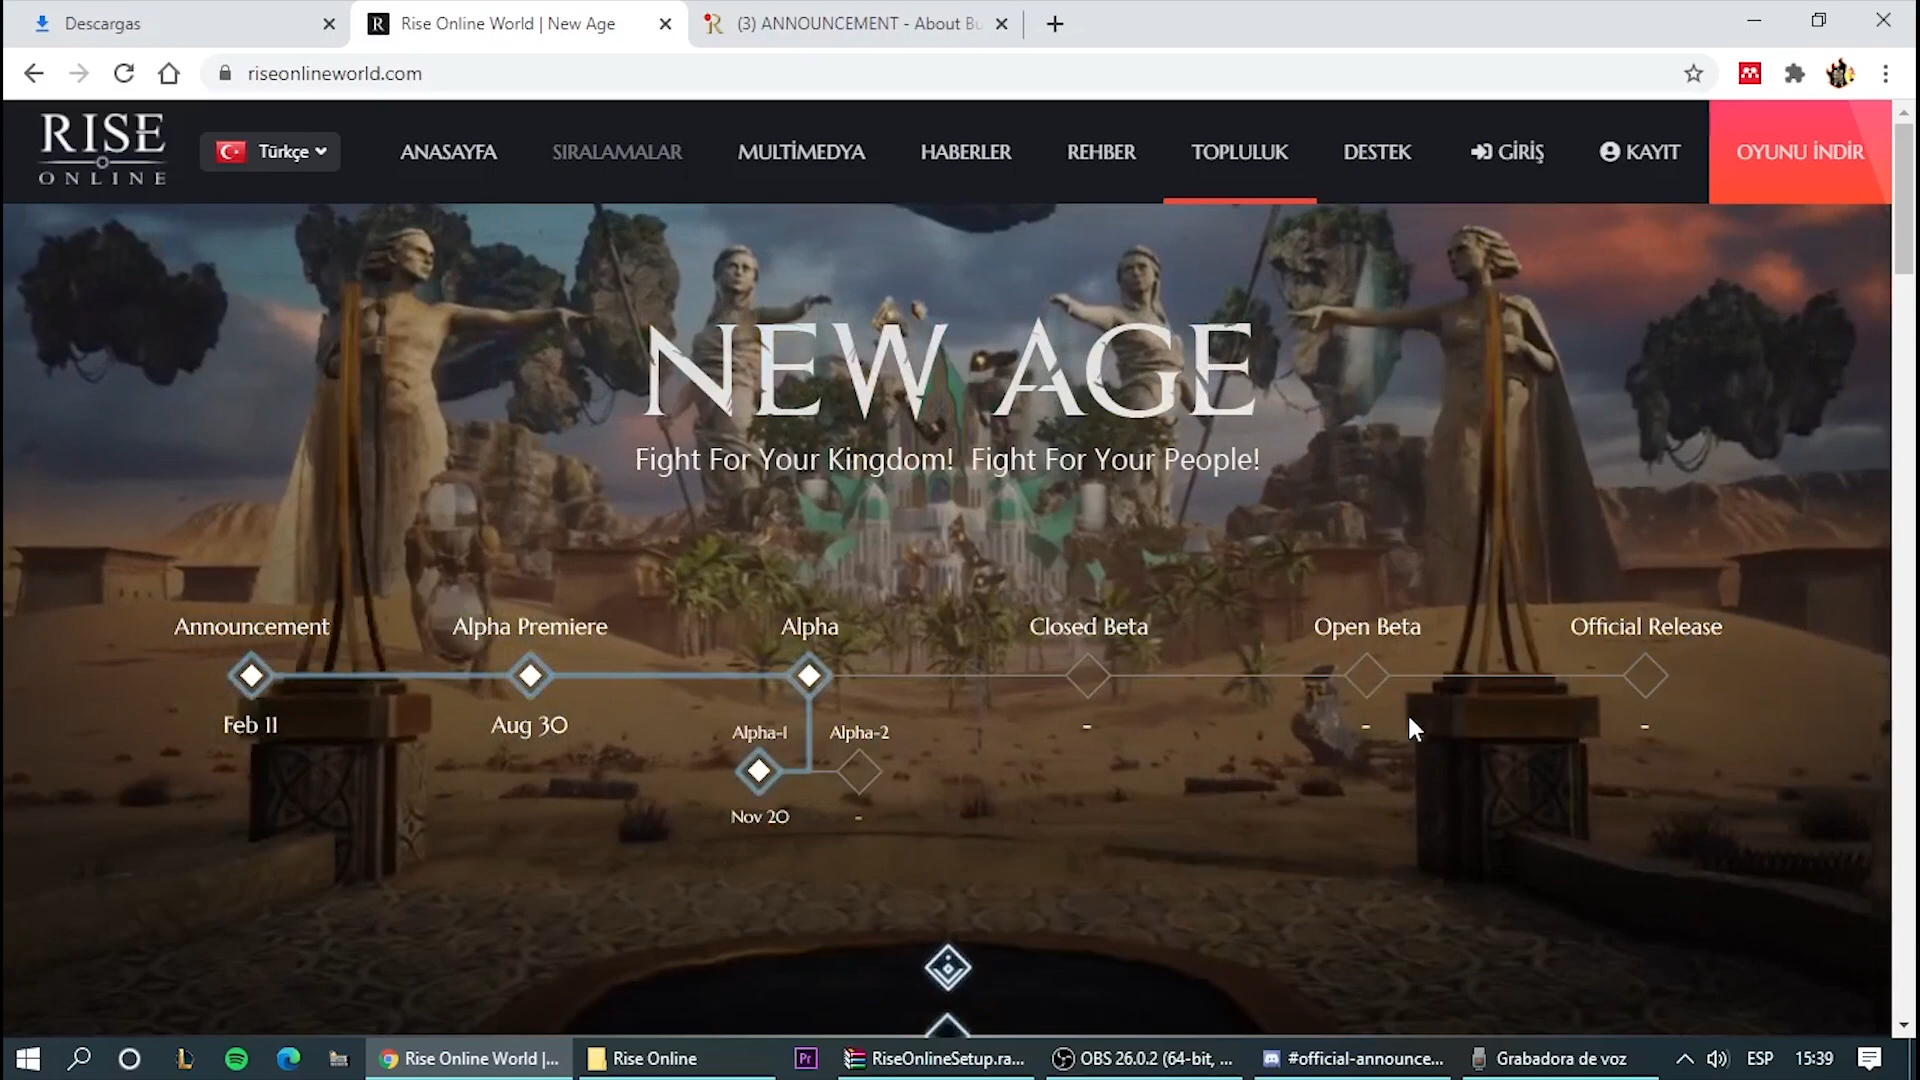 Descargas
Rise Online World | New Age
(3) ANNOUNCEMENT - About Bu
riseonlineworld.com
RISE
ONLINE
Türkçe
ANASAYFA
SIRALAMALAR
MULTİMEDYA
HABERLER
REHBER
TOPLULUK
DESTEK
GİRİŞ
KAYIT
OYUNU İNDİR
NEW AGE
Fight For Your Kingdom! Fight For Your People!
Announcement
Alpha Premiere
Alpha
Closed Beta
Open Beta
Official Release
Feb 11
Aug 30
-
-
-
Alpha-1
Alpha-2
Nov 20
-
Rise Online World |...
Rise Online
Pr
RiseOnlineSetup.ra...
OBS 26.0.2 (64-bit, ...
#official-announce...
Grabadora de voz
ESP
15:39